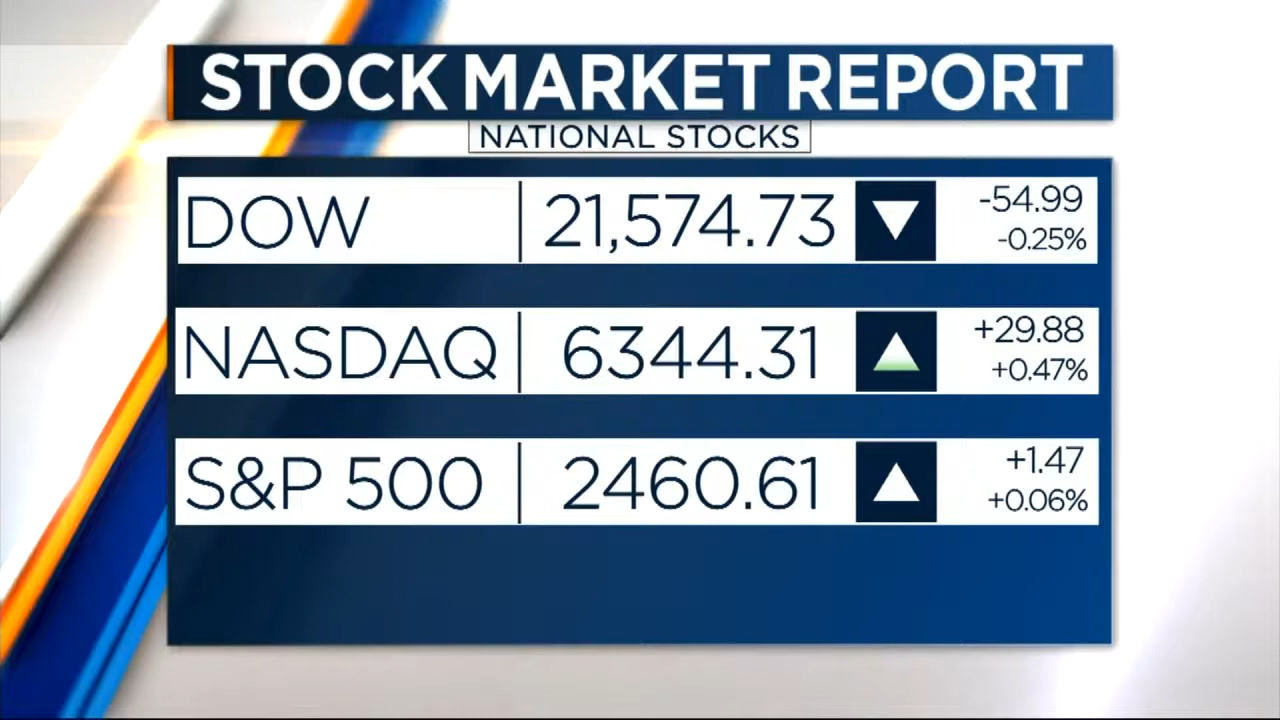 STOCK MARKET REPORT
NATIONAL STOCKS
DOW 21,574.73 -54.99
-0.25%
NASDAQ 6344.31 +29.88
+0.47%
S&P 500 2460.61 +1.47
+0.06%